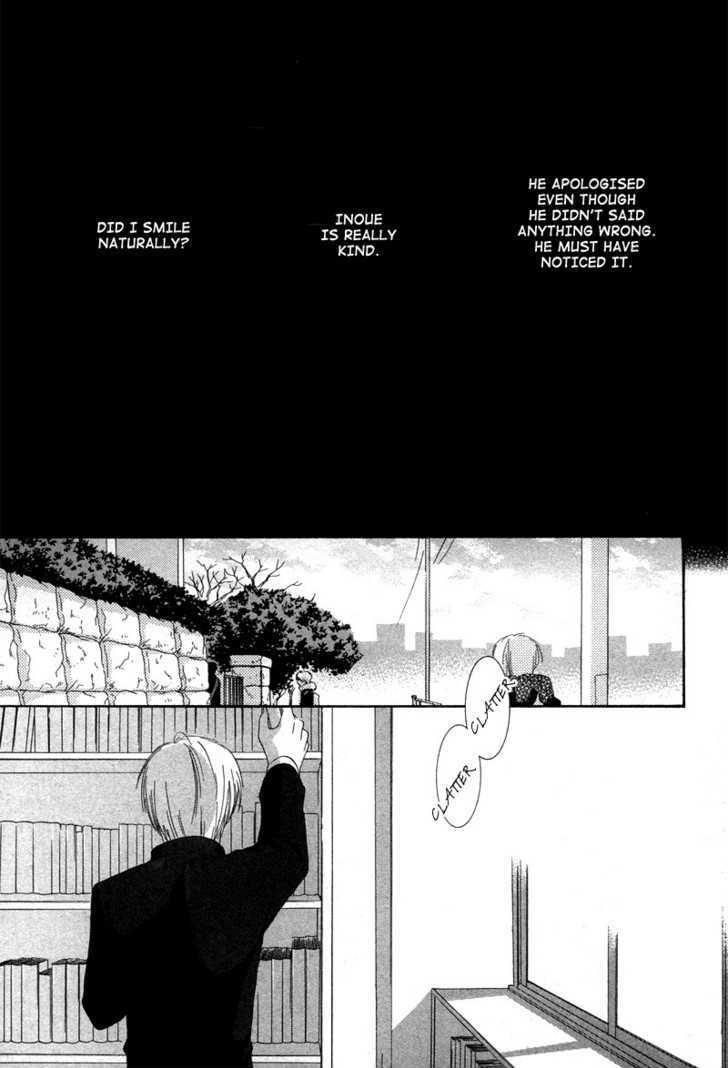 HE APOLOGISED
EVEN THOUGH
HE DIDN'T SAID
ANYTHING WRONG.
HE MUST HAVE
NOTICED IT.
INOUE
IS REALLY
KIND.
DID I SMILE
NATURALLY?
CLATTER
CLATTER